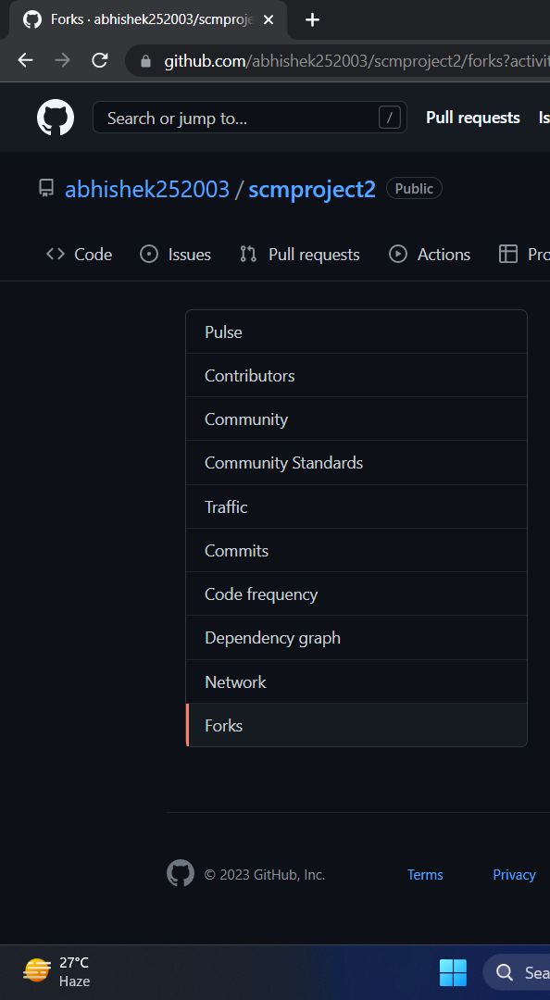 Forks · abhishek252003/scmproje
github.com/abhishek252003/scmproject2/forks?activit
Search or jump to... / Pull requests Is
abhishek252003 / scmproject2 Public
Code Issues Pull requests Actions Pro
Pulse
Contributors
Community
Community Standards
Traffic
Commits
Code frequency
Dependency graph
Network
Forks
© 2023 GitHub, Inc. Terms Privacy
27°C
Haze
Sea